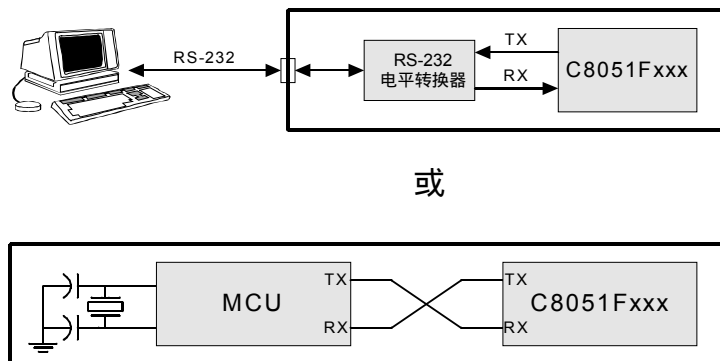 RS-232
RS-232
电平转换器
TX
RX
C8051Fxxx
或
MCU
TX
RX
TX
RX
C8051Fxxx